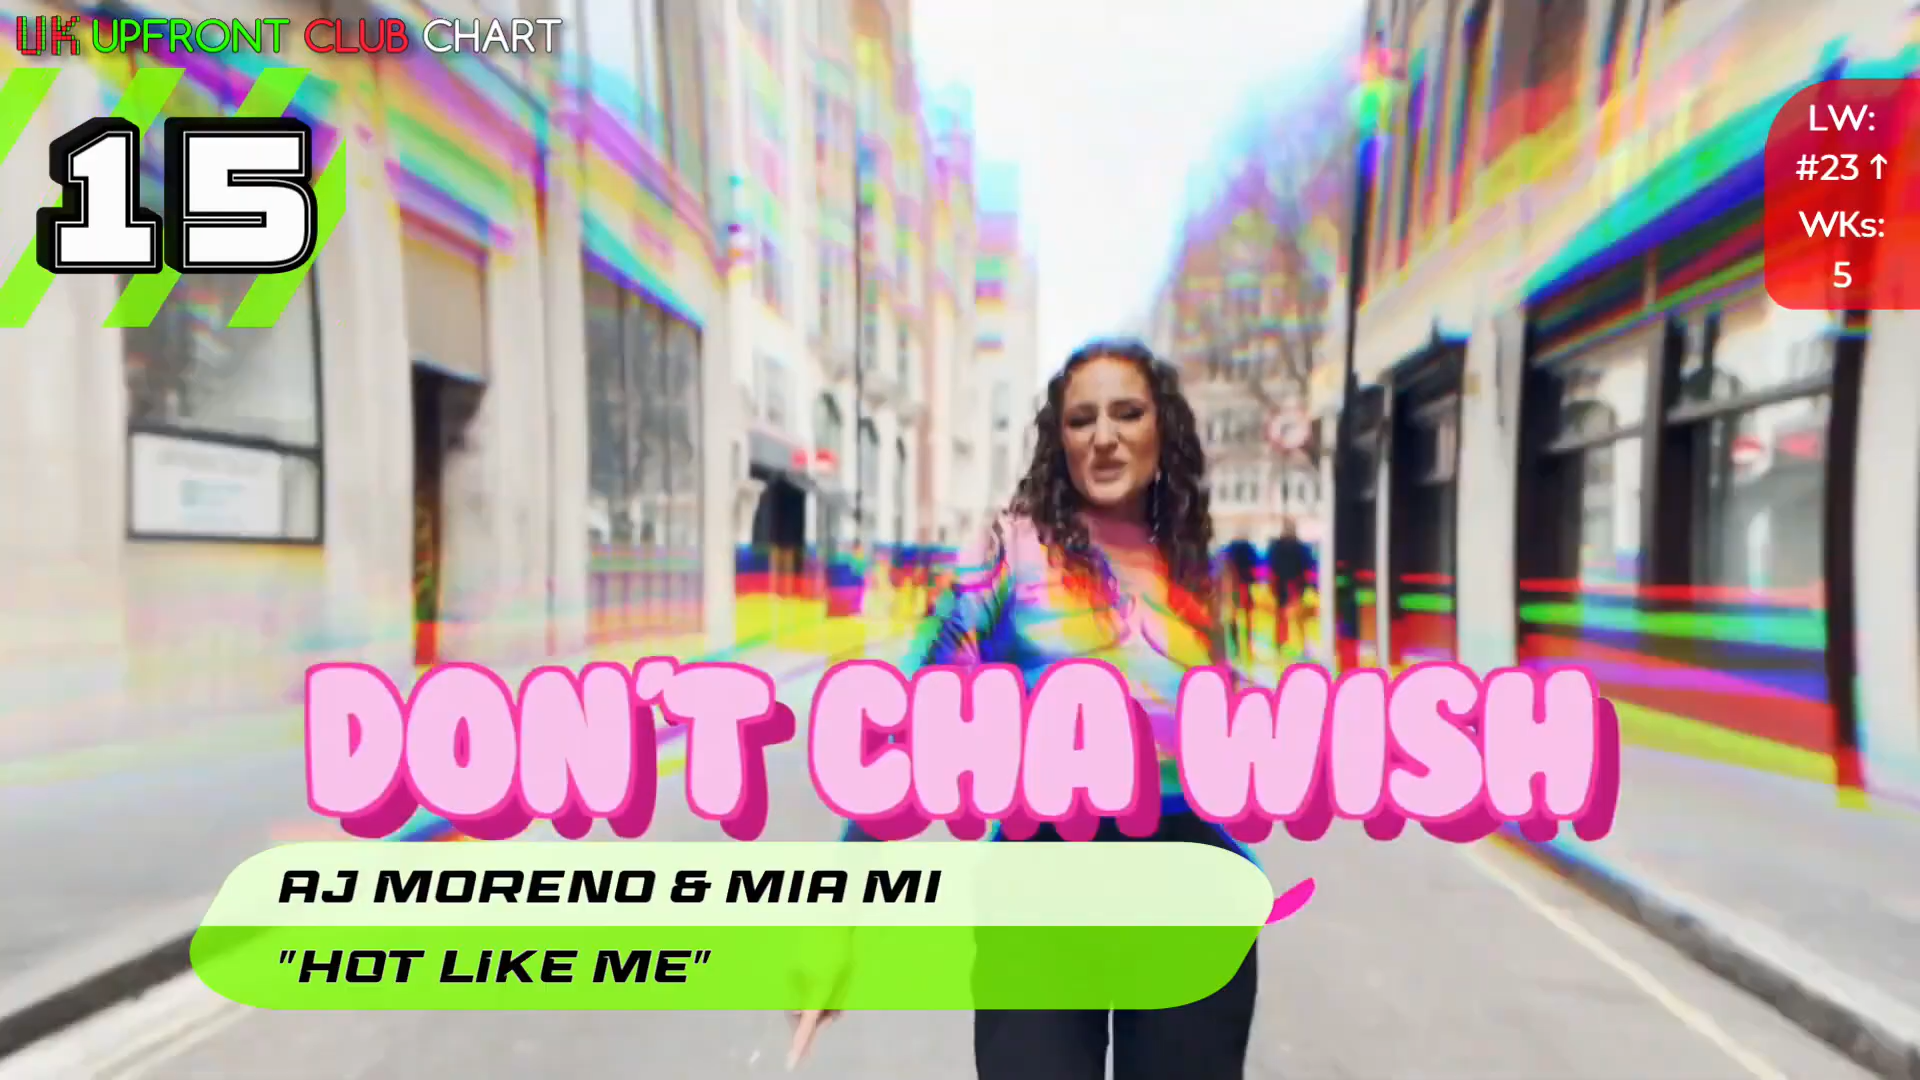 UK UPFRONT CLUB CHART
15
LW:
#23↑
WKs:
5
DON'T CHA WISH
AJ MORENO & MIA MI
"HOT LIKE ME"